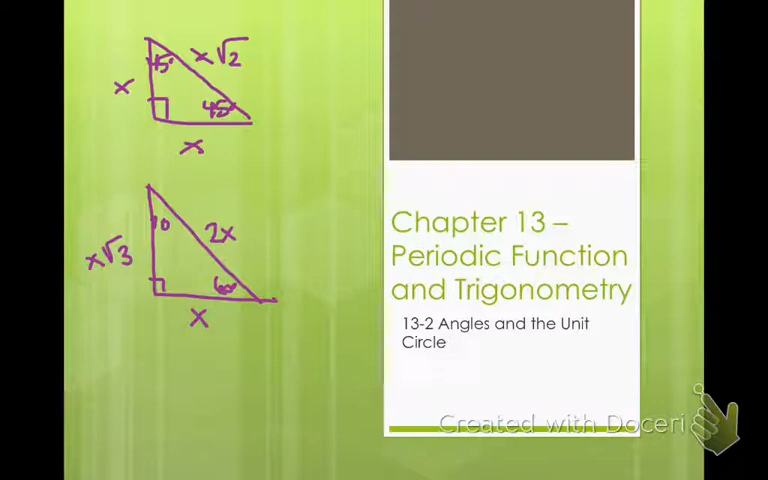 45°
x√2
x
45°
x
x√3
2x
60°
x
Chapter 13 –
Periodic Function
and Trigonometry
13-2 Angles and the Unit
Circle
Created with Doceri